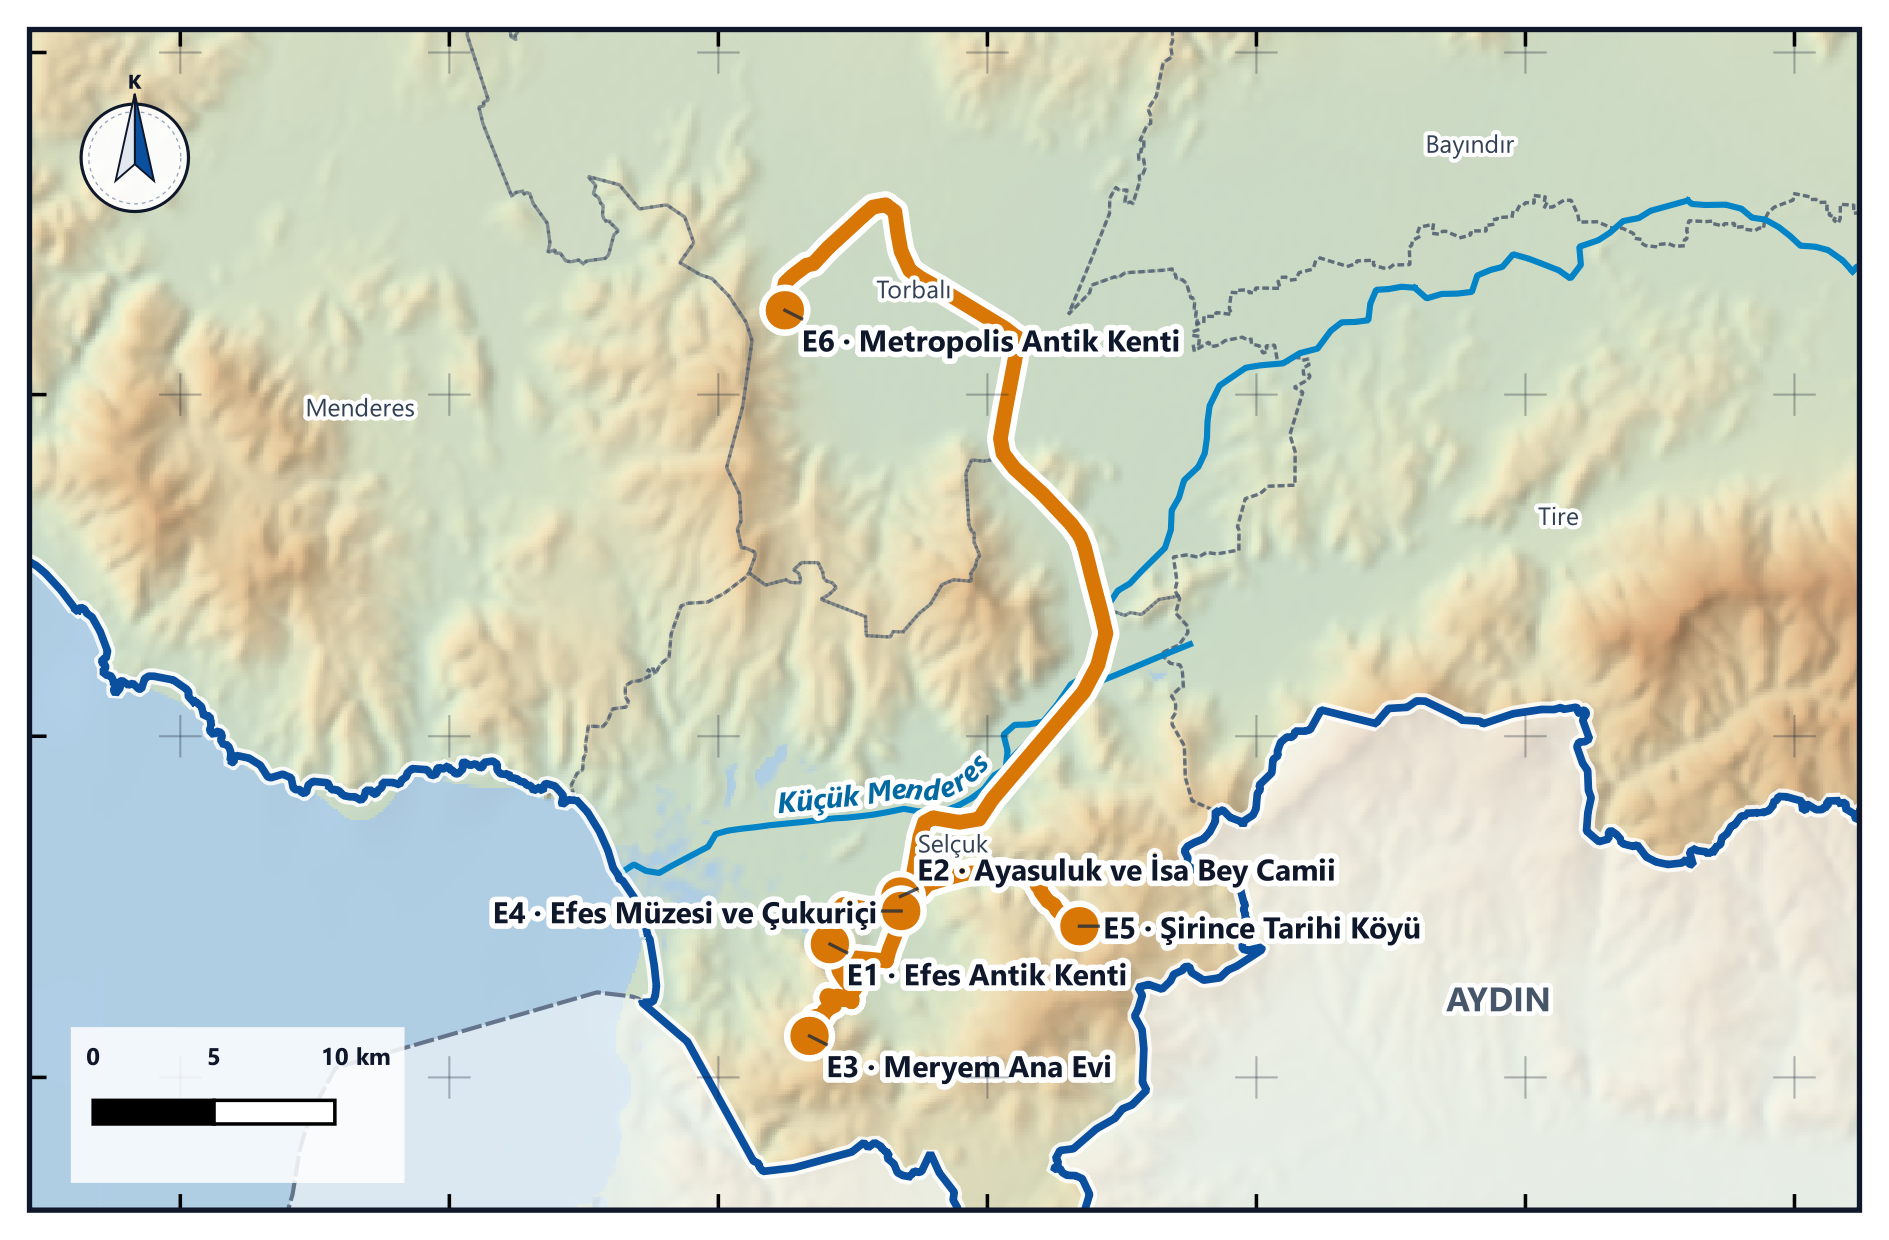 K
Bayındır
Torbalı
E6 · Metropolis Antik Kenti
Menderes
Tire
Küçük Menderes
Selçuk
E2 · Ayasuluk ve İsa Bey Camii
E4 · Efes Müzesi ve Çukuriçi
E5 · Şirince Tarihi Köyü
E1 · Efes Antik Kenti
AYDIN
E3 · Meryem Ana Evi
0 5 10 km